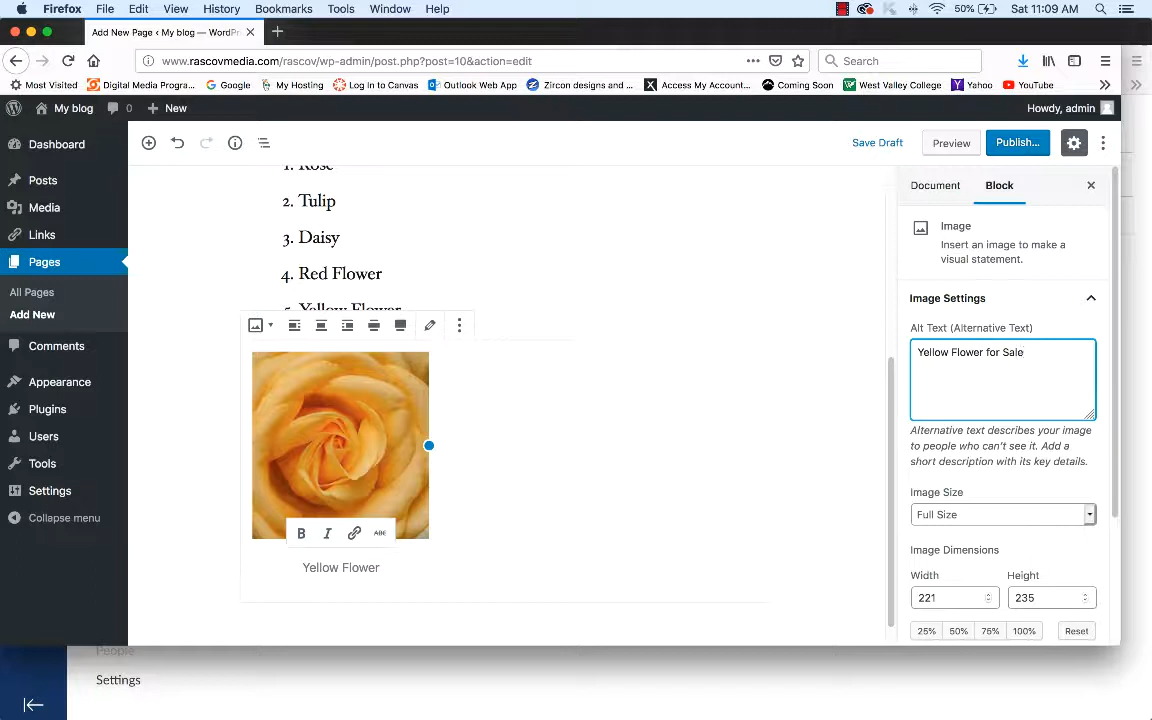 Firefox File Edit View History Bookmarks Tools Window Help 50% Sat 11:09 AM
Add New Page ‹ My blog — WordPr
www.rascovmedia.com/rascov/wp-admin/post.php?post=10&action=edit
Search
Most Visited Digital Media Progra... Google My Hosting Log In to Canvas Outlook Web App Zircon designs and ... Access My Account... Coming Soon West Valley College Yahoo YouTube
My blog 0 New Howdy, admin
Dashboard
Posts
Media
Links
Pages
All Pages
Add New
Comments
Appearance
Plugins
Users
Tools
Settings
Collapse menu
Save Draft Preview Publish...
1. Rose
2. Tulip
3. Daisy
4. Red Flower
5. Yellow Flower
B I ABC
Yellow Flower
Document Block
Image
Insert an image to make a
visual statement.
Image Settings
Alt Text (Alternative Text)
Yellow Flower for Sale
Alternative text describes your image
to people who can't see it. Add a
short description with its key details.
Image Size
Full Size
Image Dimensions
Width Height
221 235
25% 50% 75% 100% Reset
People
Settings